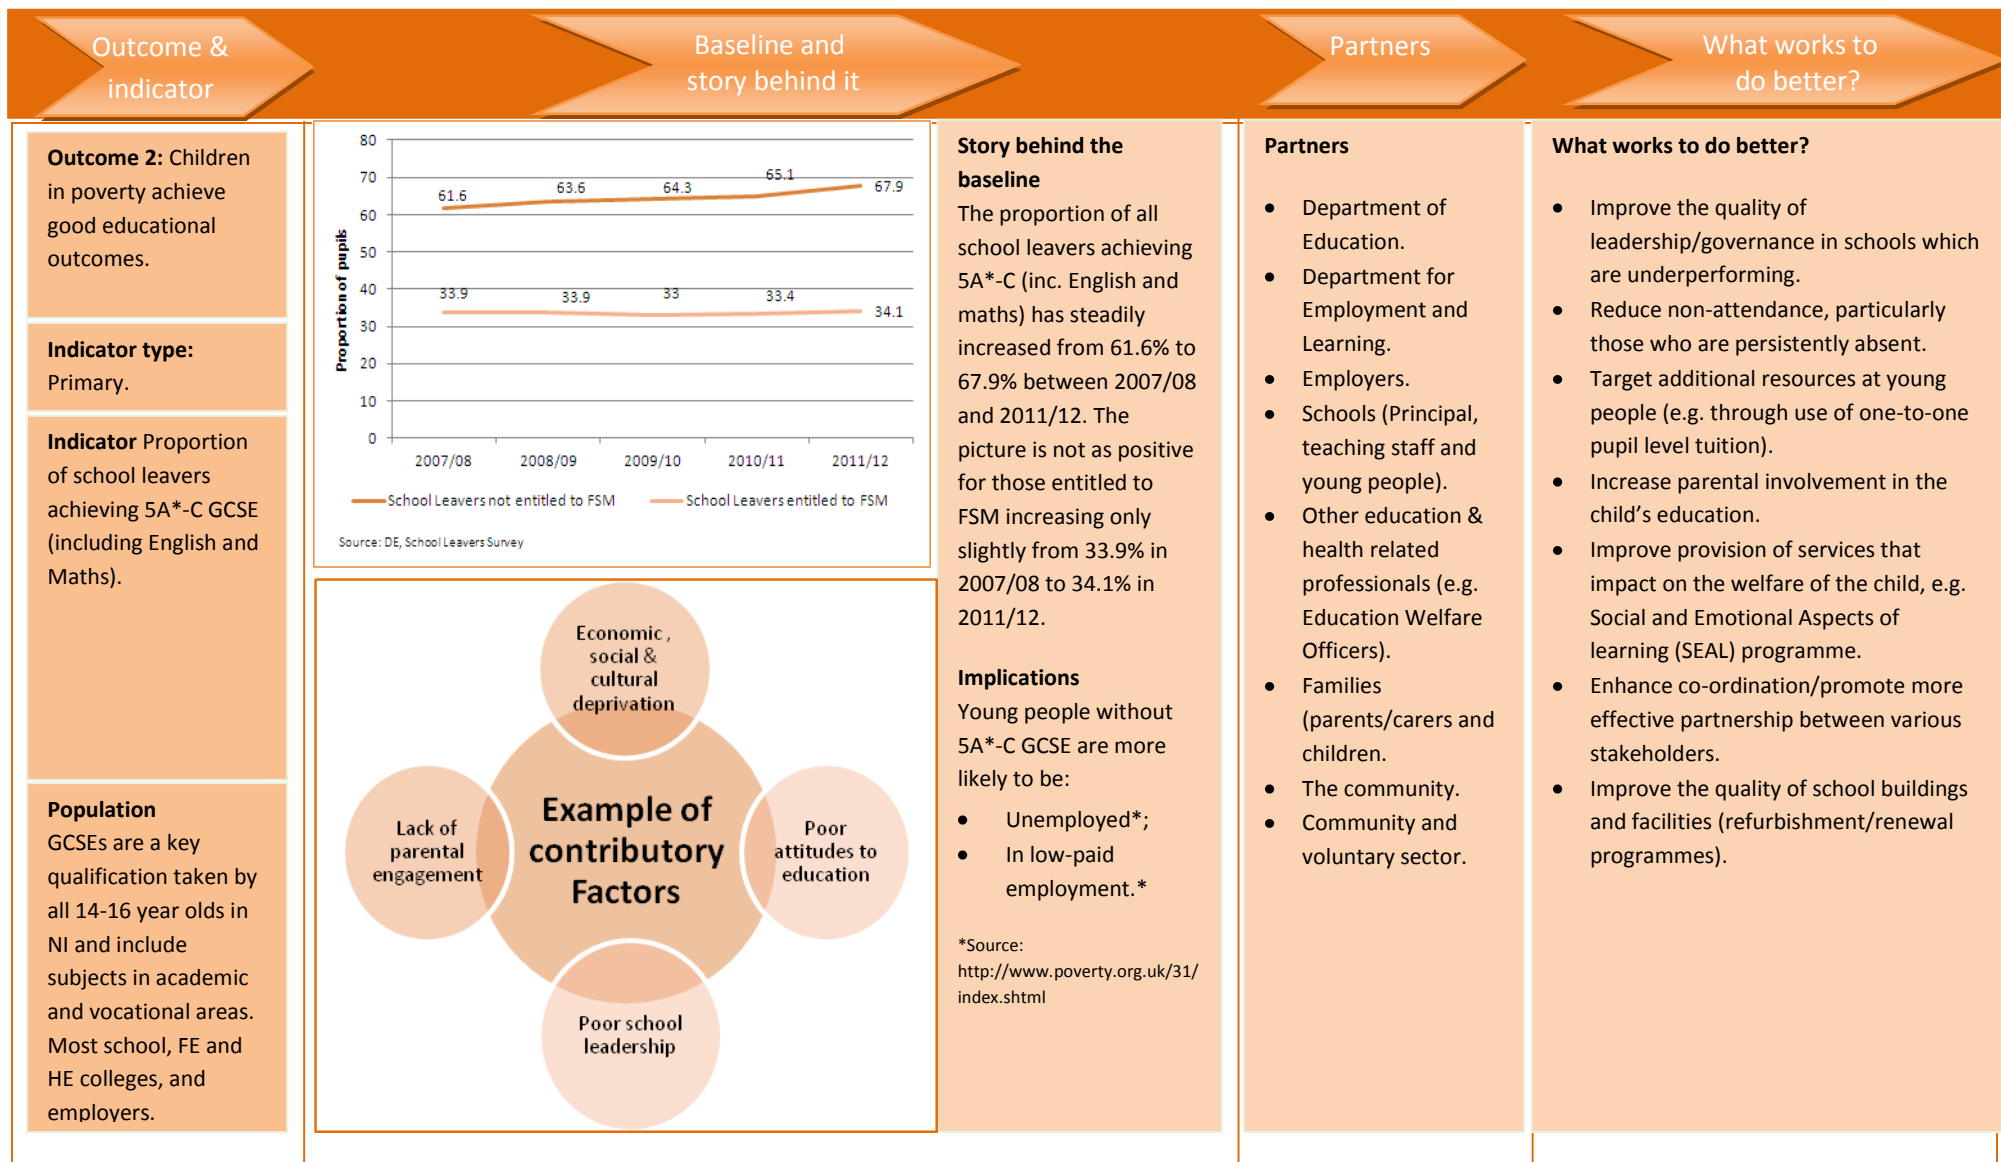 Outcome &
indicator
Baseline and
story behind it
Partners
What works to
do better?
Outcome 2: Children
in poverty achieve
good educational
outcomes.
Indicator type:
Primary.
Indicator Proportion
of school leavers
achieving 5A*-C GCSE
(including English and
Maths).
Population
GCSEs are a key
qualification taken by
all 14-16 year olds in
NI and include
subjects in academic
and vocational areas.
Most school, FE and
HE colleges, and
employers.
80
70
60
50
40
30
20
10
0
Proportion of pupils
61.6
63.6
64.3
65.1
67.9
33.9
33.9
33
33.4
34.1
2007/08
2008/09
2009/10
2010/11
2011/12
School Leavers not entitled to FSM
School Leavers entitled to FSM
Source: DE, School Leavers Survey
Economic,
social &
cultural
deprivation
Lack of
parental
engagement
Example of
contributory
Factors
Poor
attitudes to
education
Poor school
leadership
Story behind the
baseline
The proportion of all
school leavers achieving
5A*-C (inc. English and
maths) has steadily
increased from 61.6% to
67.9% between 2007/08
and 2011/12. The
picture is not as positive
for those entitled to
FSM increasing only
slightly from 33.9% in
2007/08 to 34.1% in
2011/12.
Implications
Young people without
5A*-C GCSE are more
likely to be:
• Unemployed*;
• In low-paid
employment.*
*Source:
http://www.poverty.org.uk/31/
index.shtml
Partners
• Department of
Education.
• Department for
Employment and
Learning.
• Employers.
• Schools (Principal,
teaching staff and
young people).
• Other education &
health related
professionals (e.g.
Education Welfare
Officers).
• Families
(parents/carers and
children.
• The community.
• Community and
voluntary sector.
What works to do better?
• Improve the quality of
leadership/governance in schools which
are underperforming.
• Reduce non-attendance, particularly
those who are persistently absent.
• Target additional resources at young
people (e.g. through use of one-to-one
pupil level tuition).
• Increase parental involvement in the
child’s education.
• Improve provision of services that
impact on the welfare of the child, e.g.
Social and Emotional Aspects of
learning (SEAL) programme.
• Enhance co-ordination/promote more
effective partnership between various
stakeholders.
• Improve the quality of school buildings
and facilities (refurbishment/renewal
programmes).